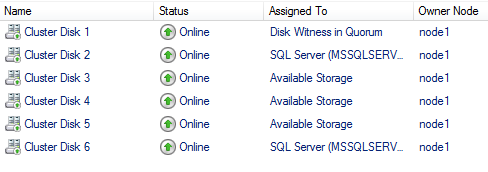 Name Status Assigned To Owner Node
Cluster Disk 1 Online Disk Witness in Quorum node1
Cluster Disk 2 Online SQL Server (MSSQLSERV... node1
Cluster Disk 3 Online Available Storage node1
Cluster Disk 4 Online Available Storage node1
Cluster Disk 5 Online Available Storage node1
Cluster Disk 6 Online SQL Server (MSSQLSERV... node1